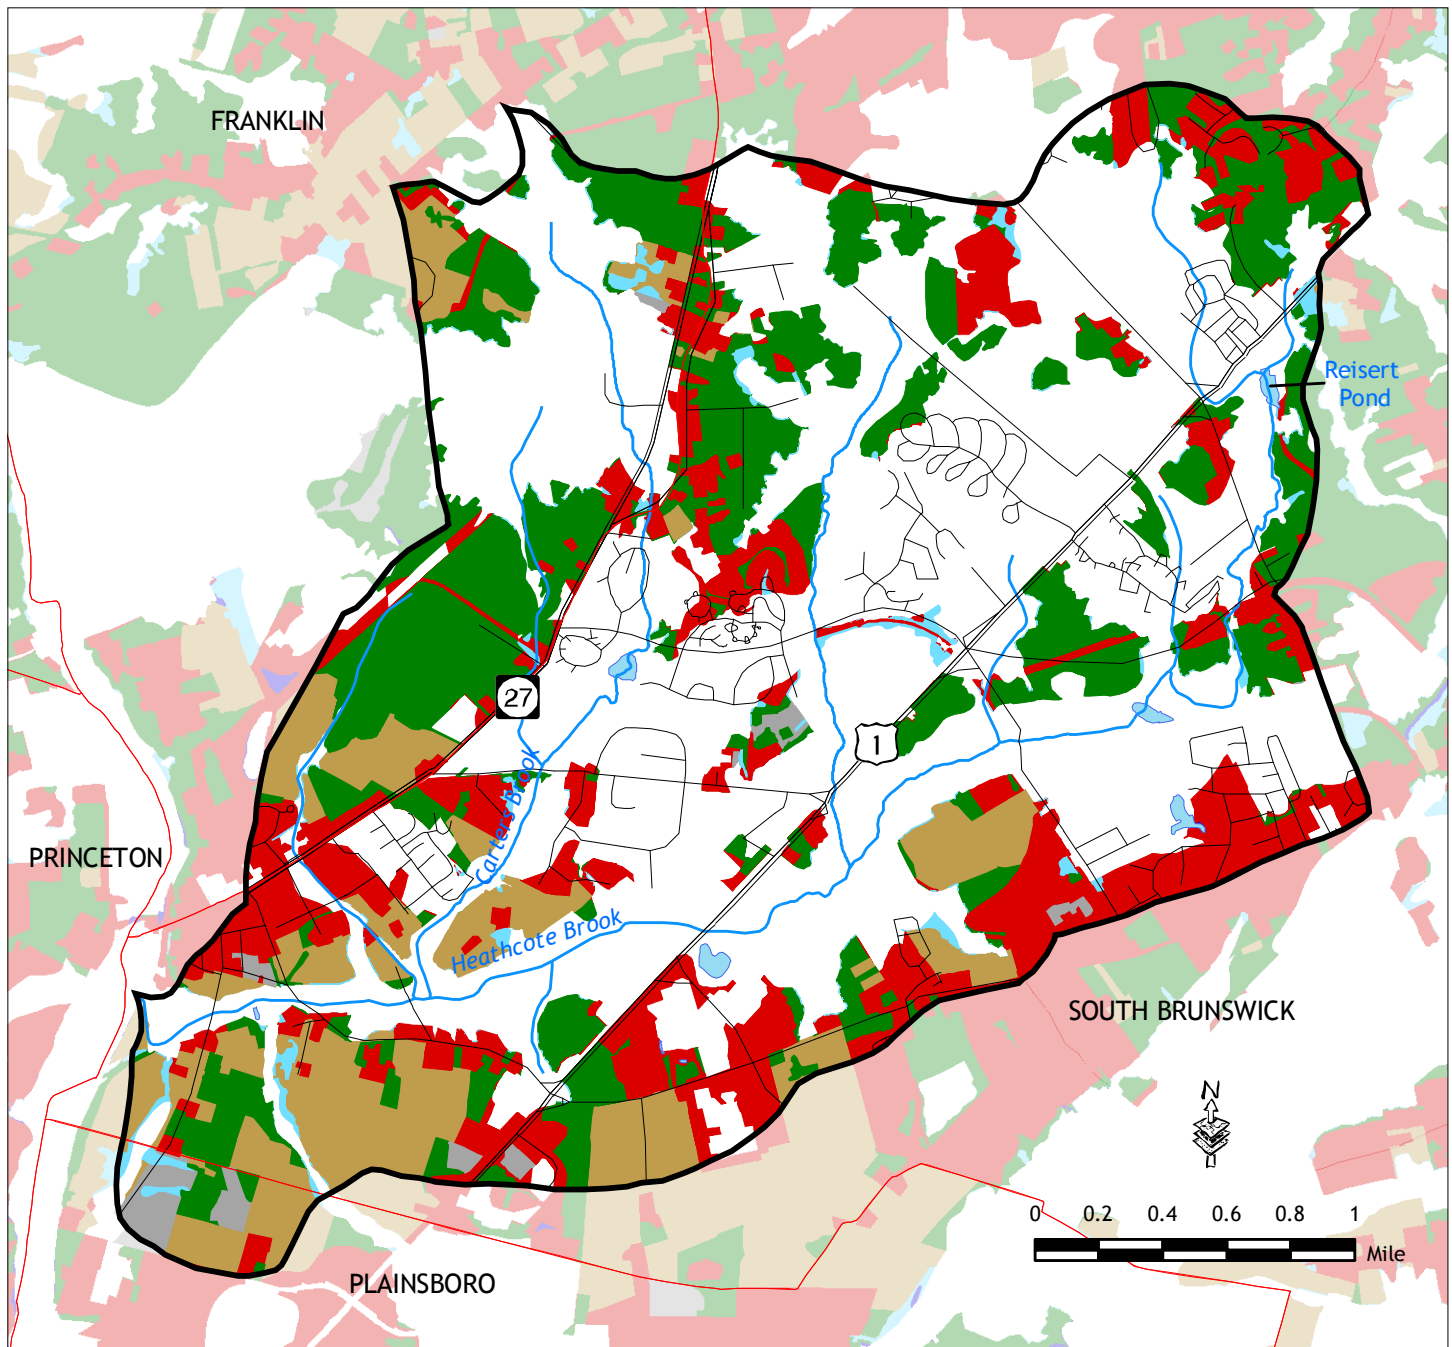 FRANKLIN
Reisert
Pond
27
1
Carters Brook
PRINCETON
Heathcote Brook
SOUTH BRUNSWICK
N
0 0.2 0.4 0.6 0.8 1
Mile
PLAINSBORO